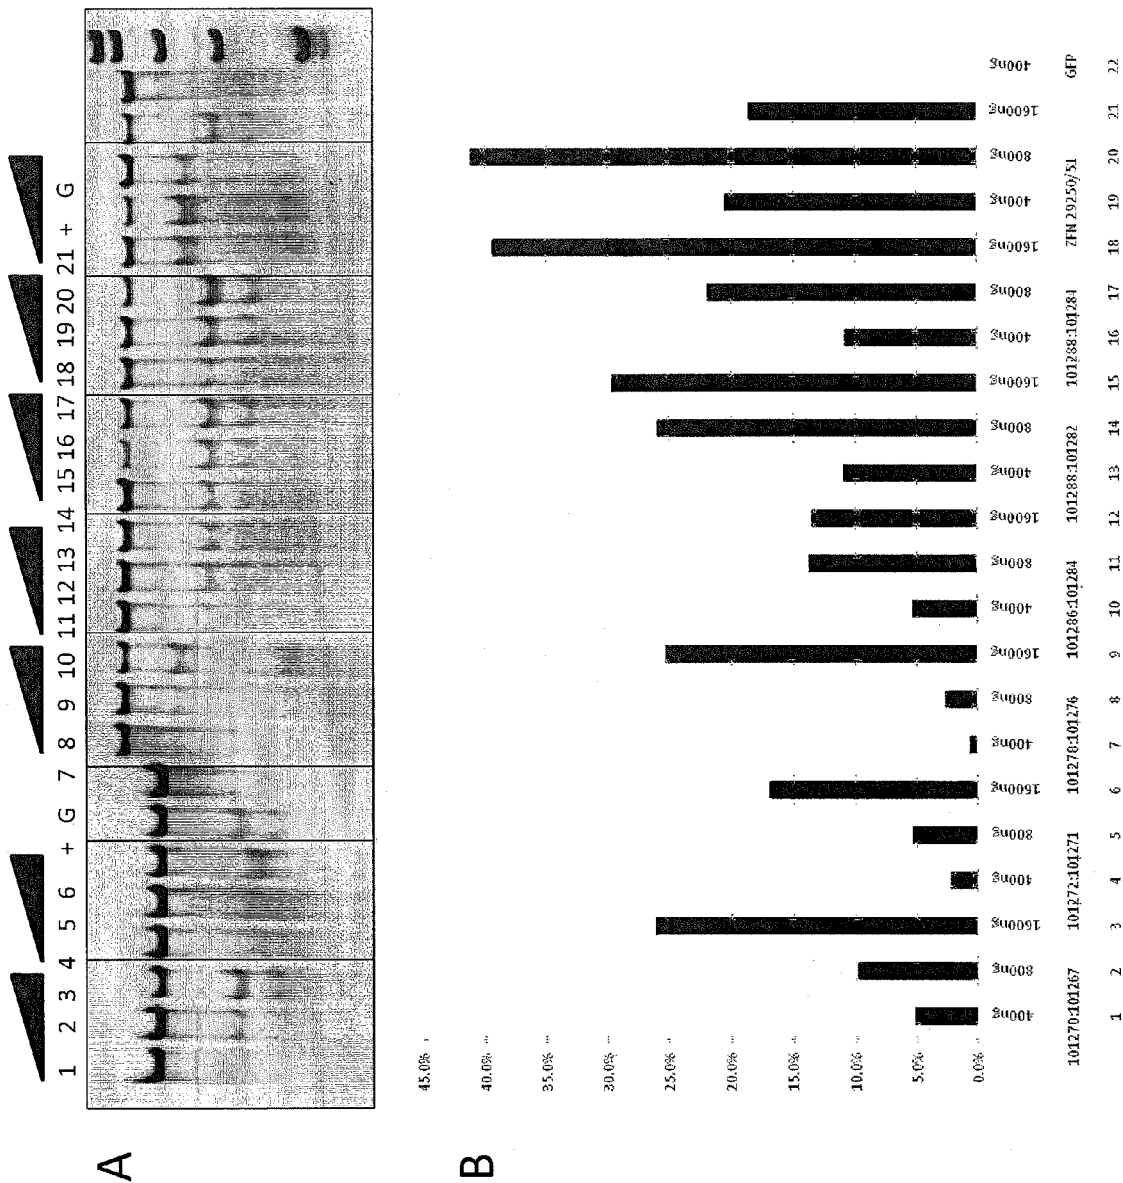 A
1 2 3 4 5 6 + G 7 8 9 10 11 12 13 14 15 16 17 18 19 20 21 + G
B
45.0%
40.0%
35.0%
30.0%
25.0%
20.0%
15.0%
10.0%
5.0%
0.0%
400ng 800ng 1600ng 400ng 800ng 1600ng 400ng 800ng 1600ng 400ng 800ng 1600ng 400ng 800ng 1600ng 400ng 800ng 1600ng 400ng 800ng 1600ng 400ng
101270:101267 101272:101271 101278:101276 101286:101284 101288:101282 101288:101284 ZFN 29250/51 GFP
1 2 3 4 5 6 7 8 9 10 11 12 13 14 15 16 17 18 19 20 21 22